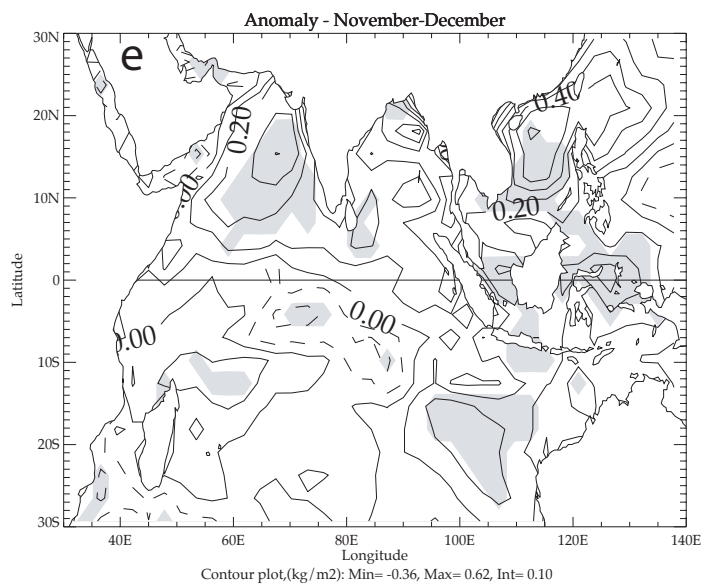 Anomaly - November-December
e
30N
20N
10N
0
10S
20S
30S
Latitude
0.20
0.40
0.20
0.00
40E
60E
80E
100E
120E
140E
Longitude
Contour plot,(kg/m2): Min= -0.36, Max= 0.62, Int= 0.10